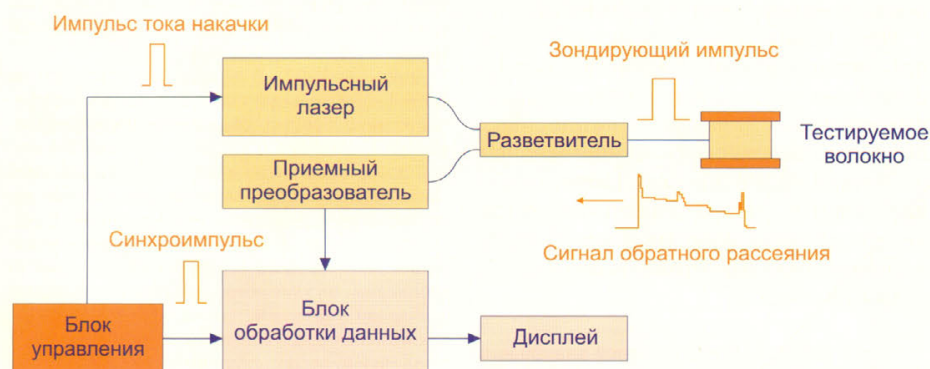 Импульс тока накачки
Зондирующий импульс
Импульсный
лазер
Разветвитель
Тестируемое
волокно
Приемный
преобразователь
Сигнал обратного рассеяния
Синхроимпульс
Блок
управления
Блок
обработки данных
Дисплей